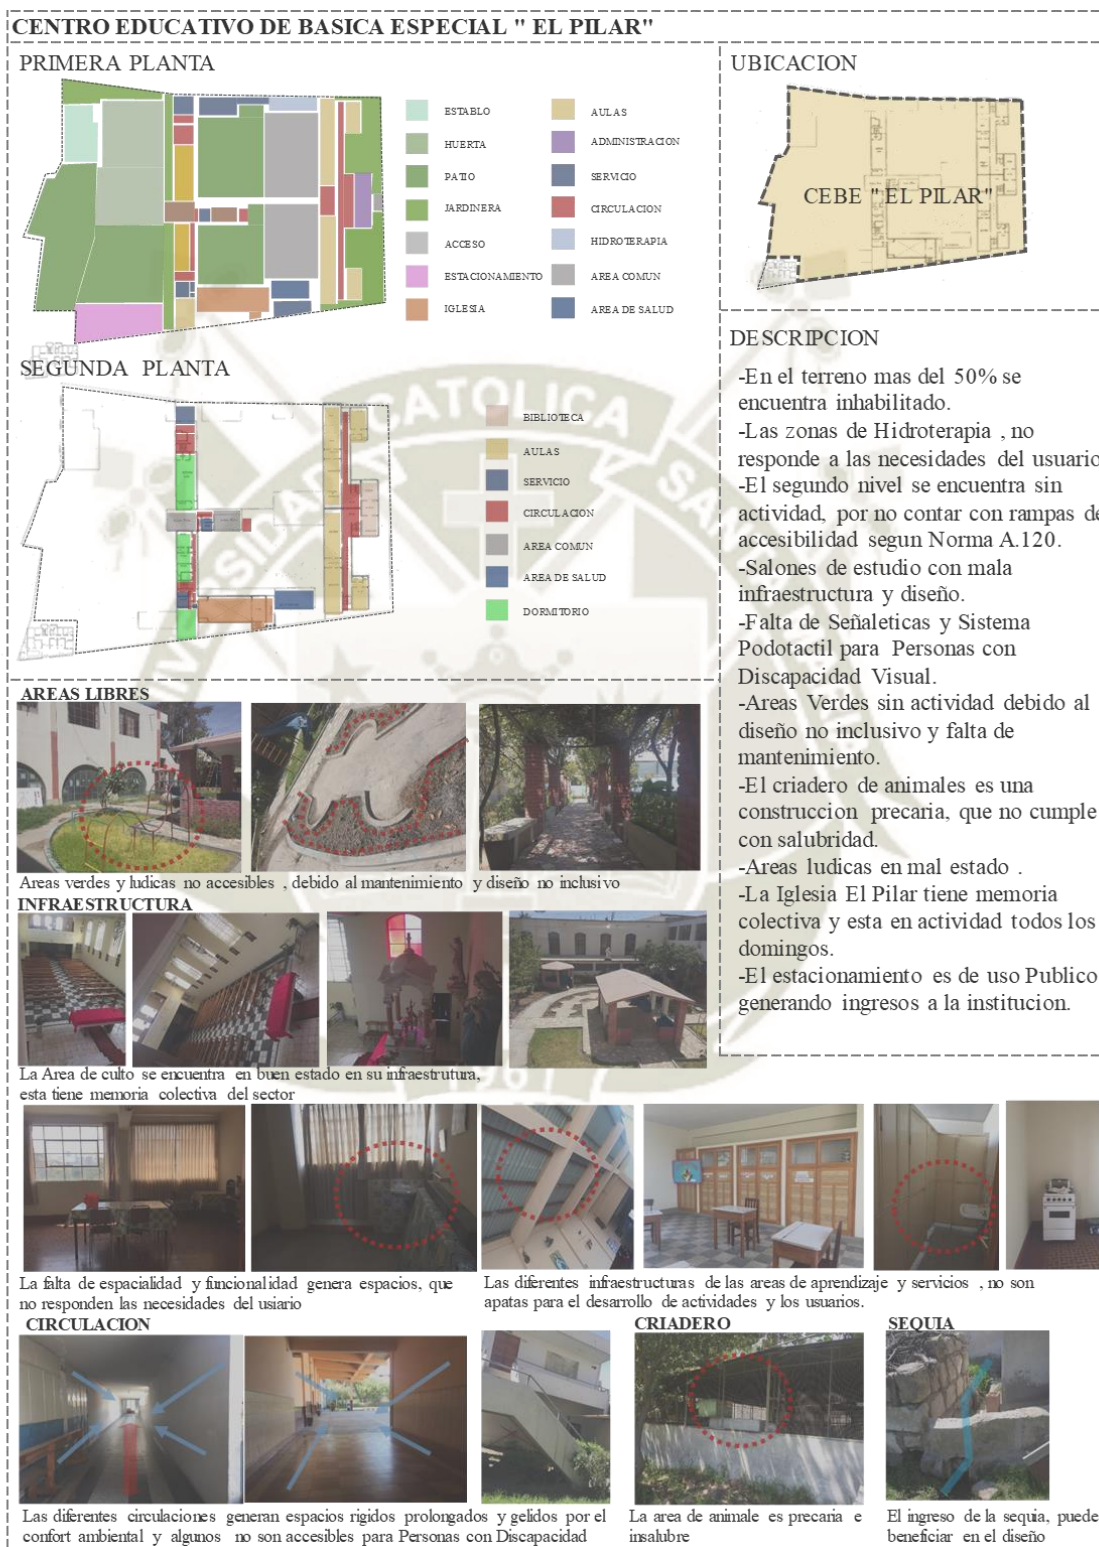 CENTRO EDUCATIVO DE BASICA ESPECIAL " EL PILAR"
PRIMERA PLANTA
ESTABLO
HUERTA
PATIO
JARDINERA
ACCESO
ESTACIONAMIENTO
IGLESIA
AULAS
ADMINISTRACION
SERVICIO
CIRCULACION
HIDROTERAPIA
AREA COMUN
AREA DE SALUD
UBICACION
CEBE " EL PILAR"
SEGUNDA PLANTA
BIBLIOTECA
AULAS
SERVICIO
CIRCULACION
AREA COMUN
AREA DE SALUD
DORMITORIO
DESCRIPCION
-En el terreno mas del 50% se
encuentra inhabilitado.
-Las zonas de Hidroterapia , no
responde a las necesidades del usuario
-El segundo nivel se encuentra sin
actividad, por no contar con rampas de
accesibilidad segun Norma A.120.
-Salones de estudio con mala
infraestructura y diseño.
-Falta de Señaleticas y Sistema
Podotactil para Personas con
Discapacidad Visual.
-Areas Verdes sin actividad debido al
diseño no inclusivo y falta de
mantenimiento.
-El criadero de animales es una
construccion precaria, que no cumple
con salubridad.
-Areas ludicas en mal estado .
-La Iglesia El Pilar tiene memoria
colectiva y esta en actividad todos los
domingos.
-El estacionamiento es de uso Publico
generando ingresos a la institucion.
AREAS LIBRES
Areas verdes y ludicas no accesibles , debido al mantenimiento y diseño no inclusivo
INFRAESTRUCTURA
La Area de culto se encuentra en buen estado en su infraestrutura,
esta tiene memoria colectiva del sector
La falta de espacialidad y funcionalidad genera espacios, que
no responden las necesidades del usiario
Las diferentes infraestructuras de las areas de aprendizaje y servicios , no son
apatas para el desarrollo de actividades y los usuarios.
CIRCULACION
Las diferentes circulaciones generan espacios rigidos prolongados y gelidos por el
confort ambiental y algunos no son accesibles para Personas con Discapacidad
CRIADERO
La area de animale es precaria e
insalubre
SEQUIA
El ingreso de la sequia, puede
beneficiar en el diseño
CATOLICA
1961